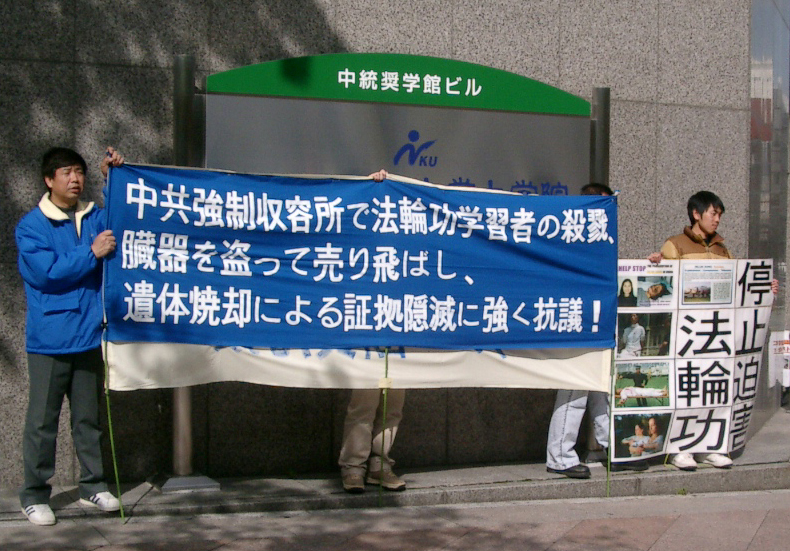 中統奨学館ビル
NKU
中共強制収容所で法輪功学習者の殺戮、
臓器を盗って売り飛ばし、
遺体焼却による証拠隠滅に強く抗議！
HELP STOP
停止迫害
法輪功